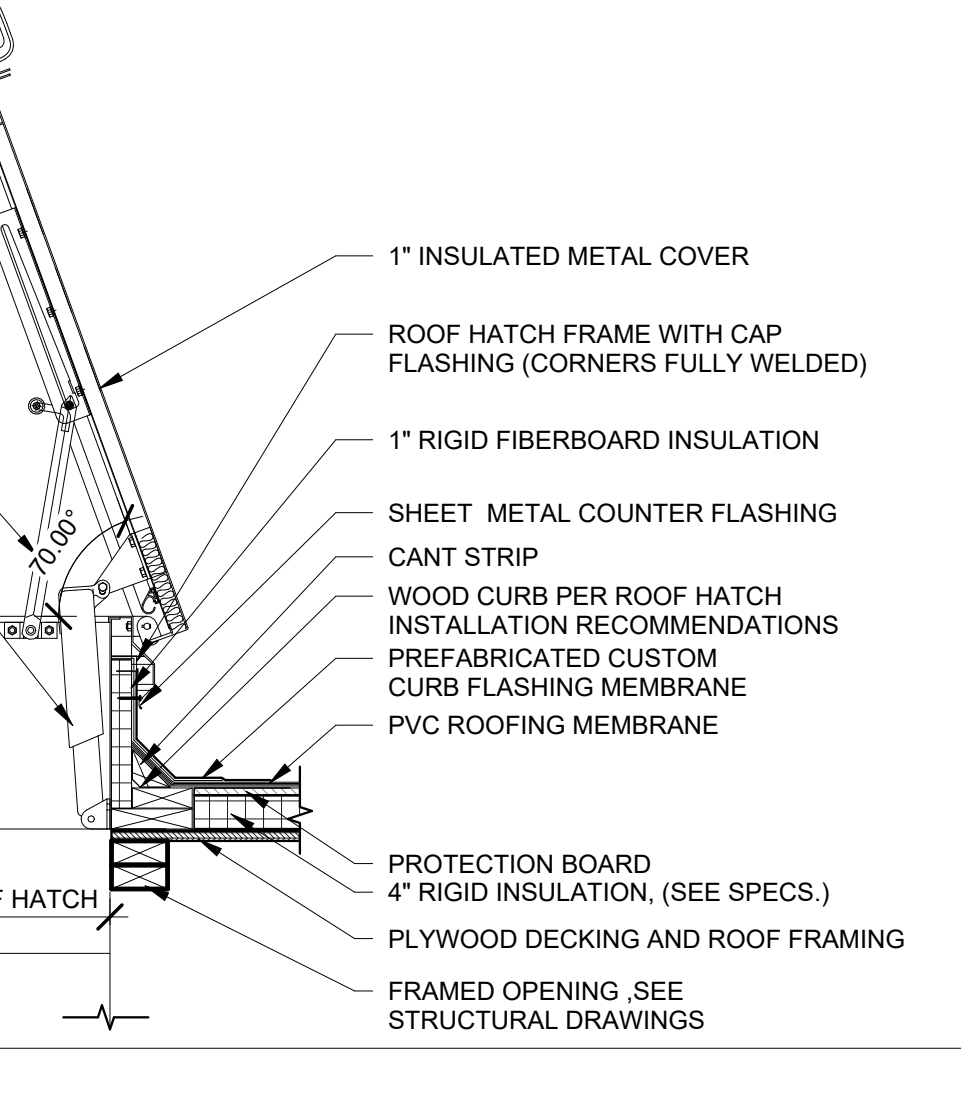 1" INSULATED METAL COVER
ROOF HATCH FRAME WITH CAP
FLASHING (CORNERS FULLY WELDED)
1" RIGID FIBERBOARD INSULATION
SHEET  METAL COUNTER FLASHING
70.00°
CANT STRIP
WOOD CURB PER ROOF HATCH
INSTALLATION RECOMMENDATIONS
PREFABRICATED CUSTOM
CURB FLASHING MEMBRANE
PVC ROOFING MEMBRANE
PROTECTION BOARD
4" RIGID INSULATION, (SEE SPECS.)
HATCH
PLYWOOD DECKING AND ROOF FRAMING
FRAMED OPENING ,SEE
STRUCTURAL DRAWINGS